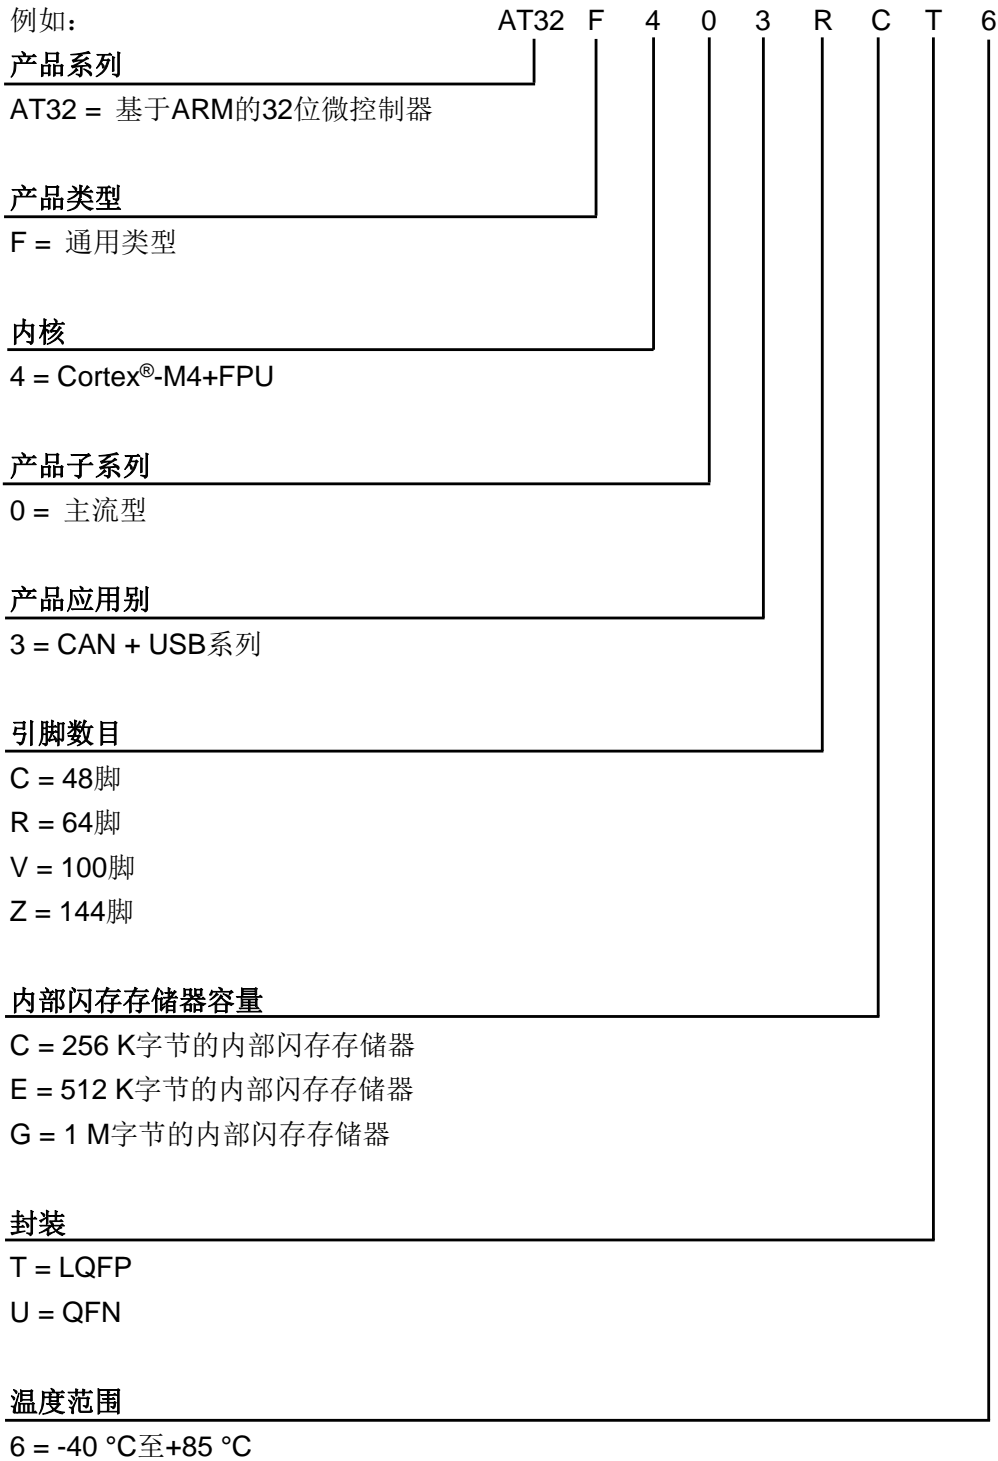 例如： AT32 F 4 0 3 R C T 6
产品系列
AT32 = 基于ARM的32位微控制器
产品类型
F = 通用类型
内核
4 = Cortex®-M4+FPU
产品子系列
0 = 主流型
产品应用别
3 = CAN + USB系列
引脚数目
C = 48脚
R = 64脚
V = 100脚
Z = 144脚
内部闪存存储器容量
C = 256 K字节的内部闪存存储器
E = 512 K字节的内部闪存存储器
G = 1 M字节的内部闪存存储器
封装
T = LQFP
U = QFN
温度范围
6 = -40 °C至+85 °C